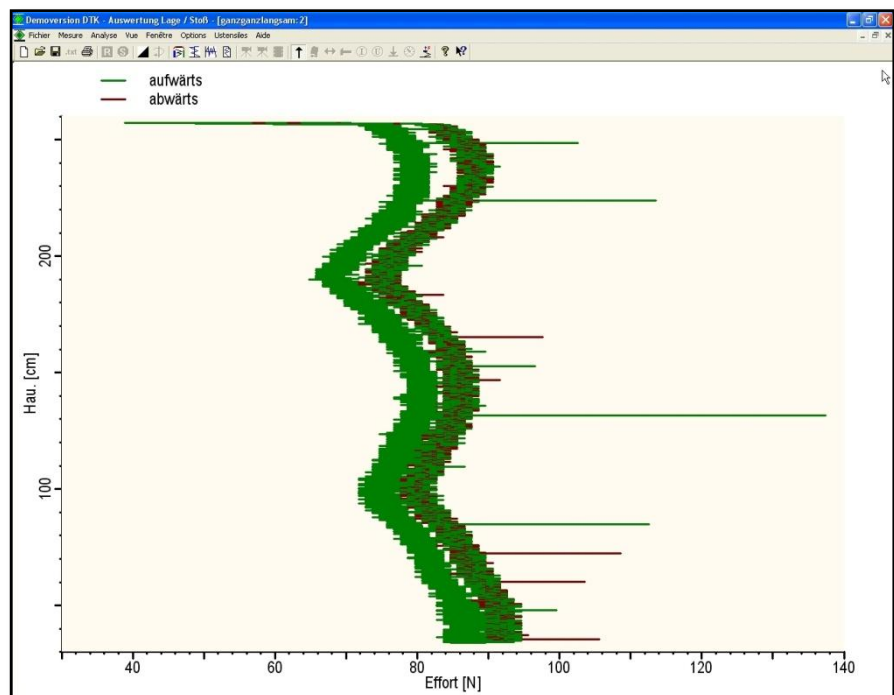 Demoversion DTK - Auswertung Lage / Stoß - [ganzganzlangsam:2]
Fichier Mesure Analyse Vue Fenêtre Options Ustensiles Aide
aufwärts
abwärts
200
100
Hau. [cm]
40 60 80 100 120 140
Effort [N]